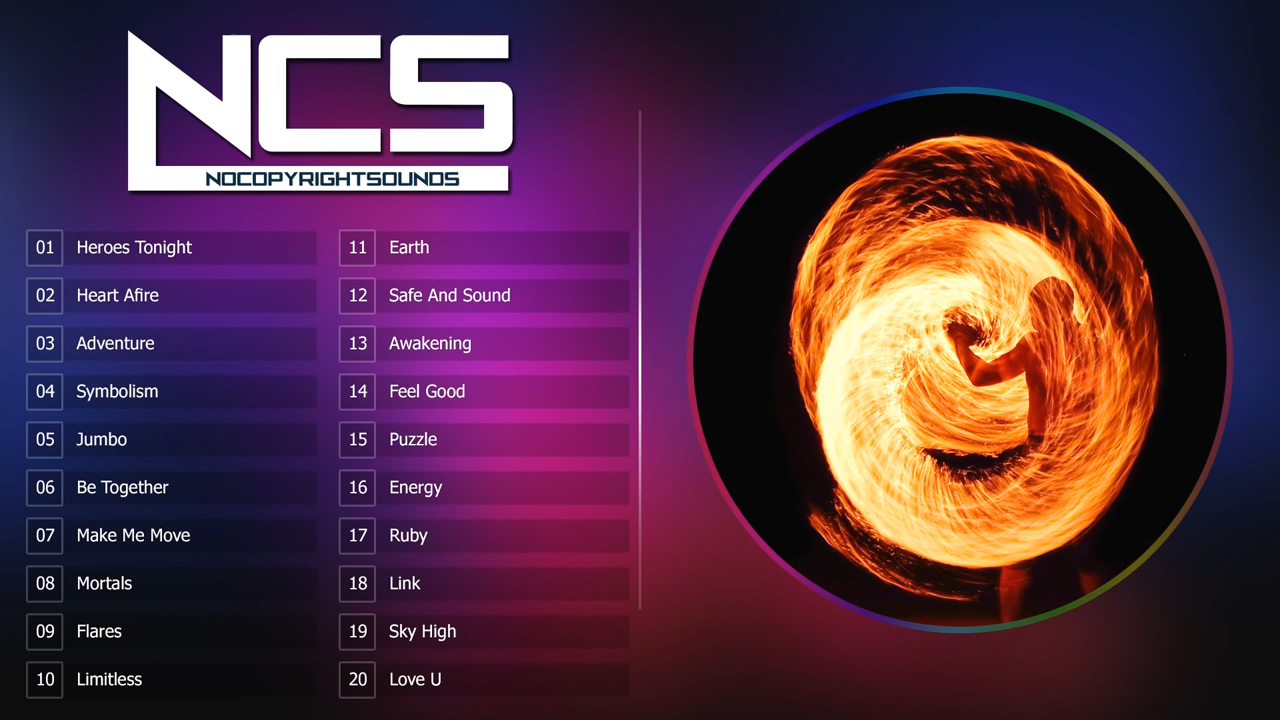 NCS
NOCOPYRIGHTSOUNDS
01 Heroes Tonight
02 Heart Afire
03 Adventure
04 Symbolism
05 Jumbo
06 Be Together
07 Make Me Move
08 Mortals
09 Flares
10 Limitless
11 Earth
12 Safe And Sound
13 Awakening
14 Feel Good
15 Puzzle
16 Energy
17 Ruby
18 Link
19 Sky High
20 Love U